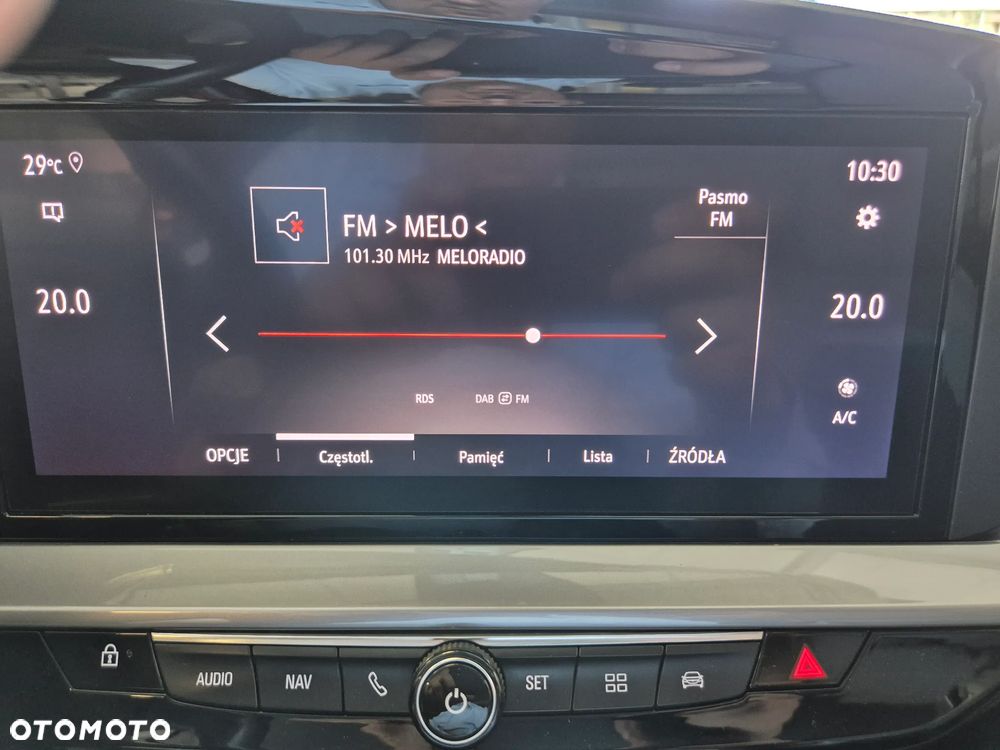 29°C
10:30
Pasmo
FM
FM > MELO <
101.30 MHz MELORADIO
20.0
20.0
RDS
DAB FM
A/C
OPCJE
Częstotl.
Pamięć
Lista
ŹRÓDŁA
AUDIO
NAV
SET
OTOMOTO